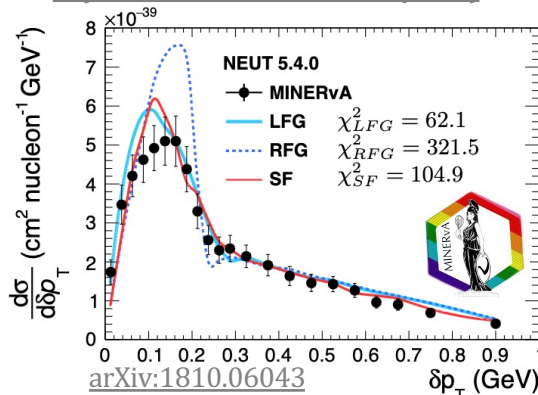 ×10⁻³⁹
8
7
6
5
4
3
2
1
0
dσ/dδp_T (cm² nucleon⁻¹ GeV⁻¹)
NEUT 5.4.0
MINERvA
LFG χ²_LFG = 62.1
RFG χ²_RFG = 321.5
SF χ²_SF = 104.9
MINERvA
0 0.1 0.2 0.3 0.4 0.5 0.6 0.7 0.8 0.9 1
arXiv:1810.06043
δp_T (GeV)